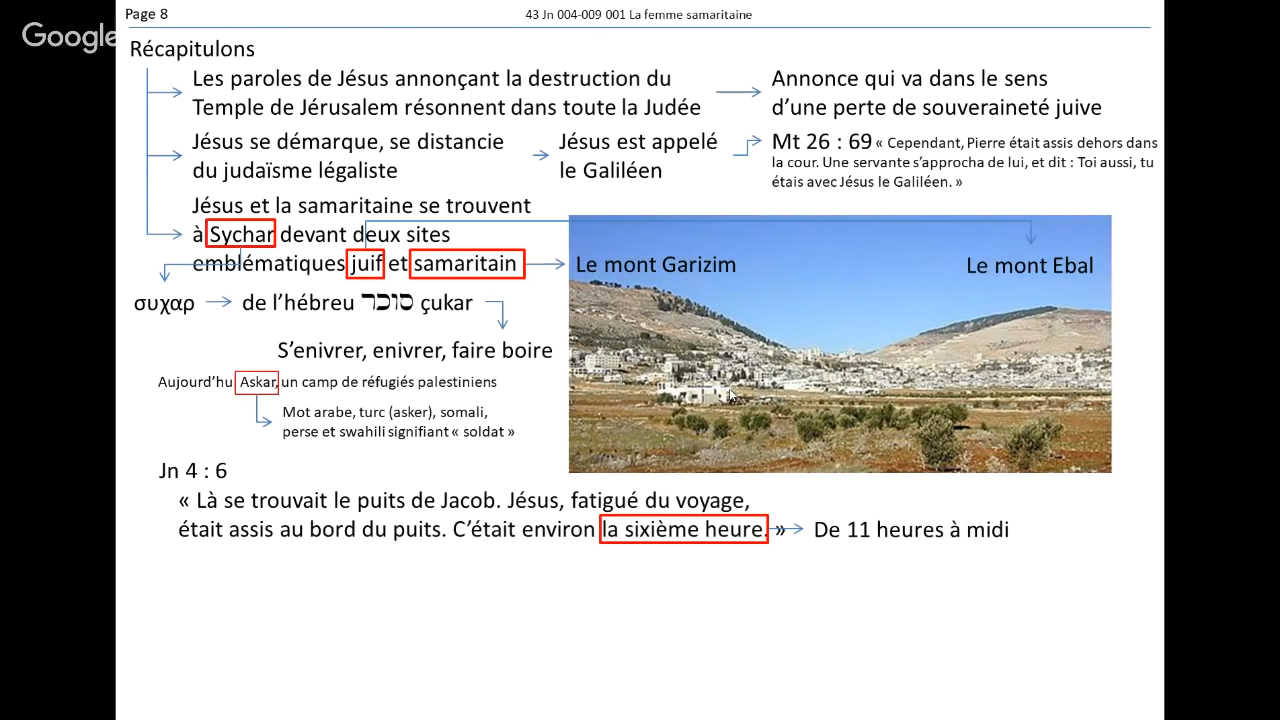 Google
Page 8
43 Jn 004-009 001 La femme samaritaine
Récapitulons
Les paroles de Jésus annonçant la destruction du
Temple de Jérusalem résonnent dans toute la Judée
Annonce qui va dans le sens
d'une perte de souveraineté juive
Jésus se démarque, se distancie
du judaïsme légaliste
Jésus est appelé
le Galiléen
Mt 26 : 69 « Cependant, Pierre était assis dehors dans
la cour. Une servante s'approcha de lui, et dit : Toi aussi, tu
étais avec Jésus le Galiléen. »
Jésus et la samaritaine se trouvent
à Sychar devant deux sites
emblématiques juif et samaritain
Le mont Garizim
Le mont Ebal
συχαρ
de l'hébreu סוכר çukar
S'enivrer, enivrer, faire boire
Aujourd'hu Askar, un camp de réfugiés palestiniens
Mot arabe, turc (asker), somali,
perse et swahili signifiant « soldat »
Jn 4 : 6
« Là se trouvait le puits de Jacob. Jésus, fatigué du voyage,
était assis au bord du puits. C'était environ la sixième heure. »
De 11 heures à midi